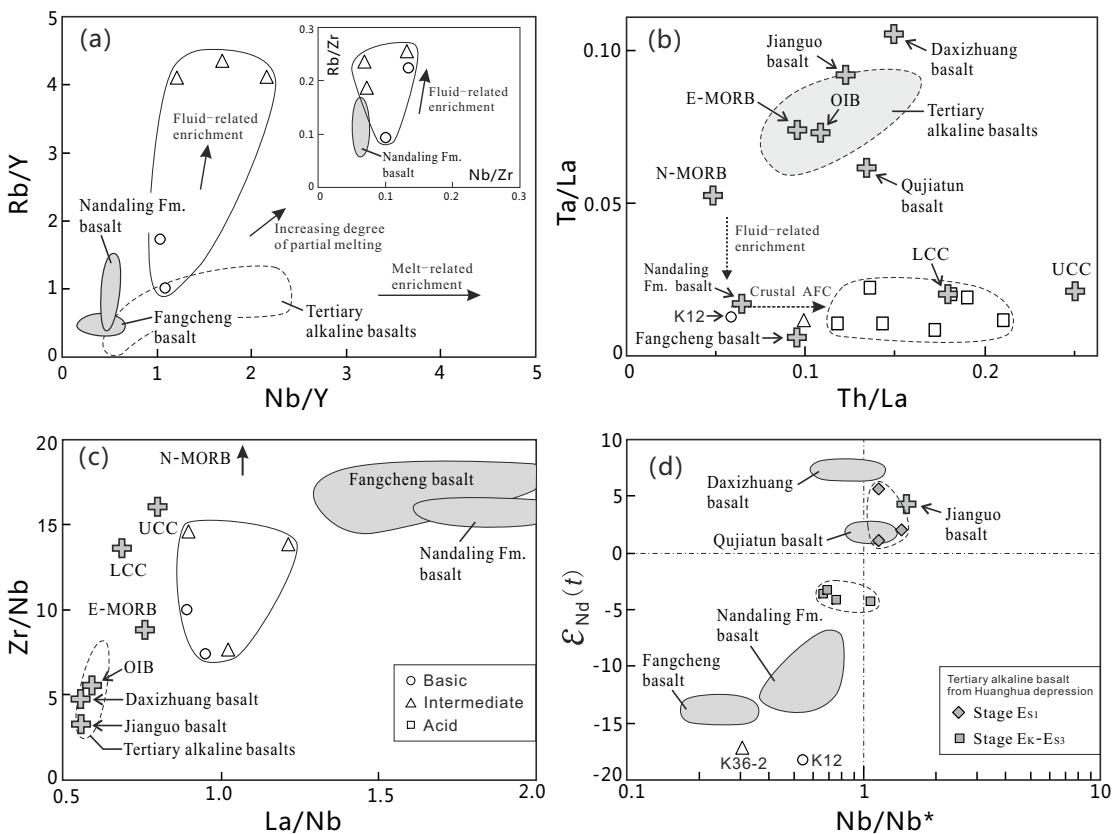 (a)
Rb/Y
5
4
3
2
1
0
0
1
2
3
4
5
Nb/Y
Fluid-related
enrichment
Nandaling Fm.
basalt
Increasing degree
of partial melting
Melt-related
enrichment
Fangcheng
basalt
Tertiary
alkaline basalts
Rb/Zr
0.3
0.2
0.1
0
0
0.1
0.2
0.3
Nb/Zr
Fluid-related
enrichment
Nandaling Fm.
basalt
(b)
Ta/La
0.10
0.05
0
0
0.1
0.2
Th/La
Jianguo
basalt
Daxizhuang
basalt
E-MORB
OIB
Tertiary
alkaline basalts
N-MORB
Qujiatun
basalt
Fluid-related
enrichment
LCC
UCC
Nandaling
Fm. basalt
Crustal AFC
K12
Fangcheng basalt
(c)
Zr/Nb
20
15
10
5
0
0.5
1.0
1.5
2.0
La/Nb
N-MORB
Fangcheng basalt
UCC
LCC
Nandaling Fm.
basalt
E-MORB
OIB
Daxizhuang basalt
Jianguo basalt
Tertiary alkaline basalts
Basic
Intermediate
Acid
(d)
ℰNd(t)
10
5
0
-5
-10
-15
-20
0.1
1
10
Nb/Nb*
Daxizhuang
basalt
Qujiatun basalt
Jianguo
basalt
Nandaling Fm.
basalt
Fangcheng
basalt
K36-2
K12
Tertiary alkaline basalt
from Huanghua depression
Stage Es1
Stage Ek-Es3